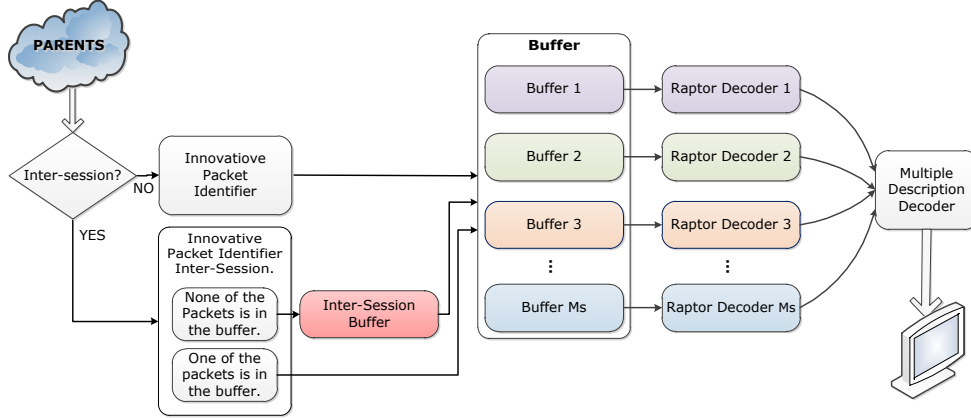 PARENTS
Inter-session?
NO
YES
Innovatiove
Packet
Identifier
Innovative
Packet Identifier
Inter-Session.
None of the
Packets is in
the buffer.
One of the
packets is in
the buffer.
Inter-Session
Buffer
Buffer
Buffer 1
Buffer 2
Buffer 3
⋮
Buffer Ms
Raptor Decoder 1
Raptor Decoder 2
Raptor Decoder 3
⋮
Raptor Decoder Ms
Multiple
Description
Decoder